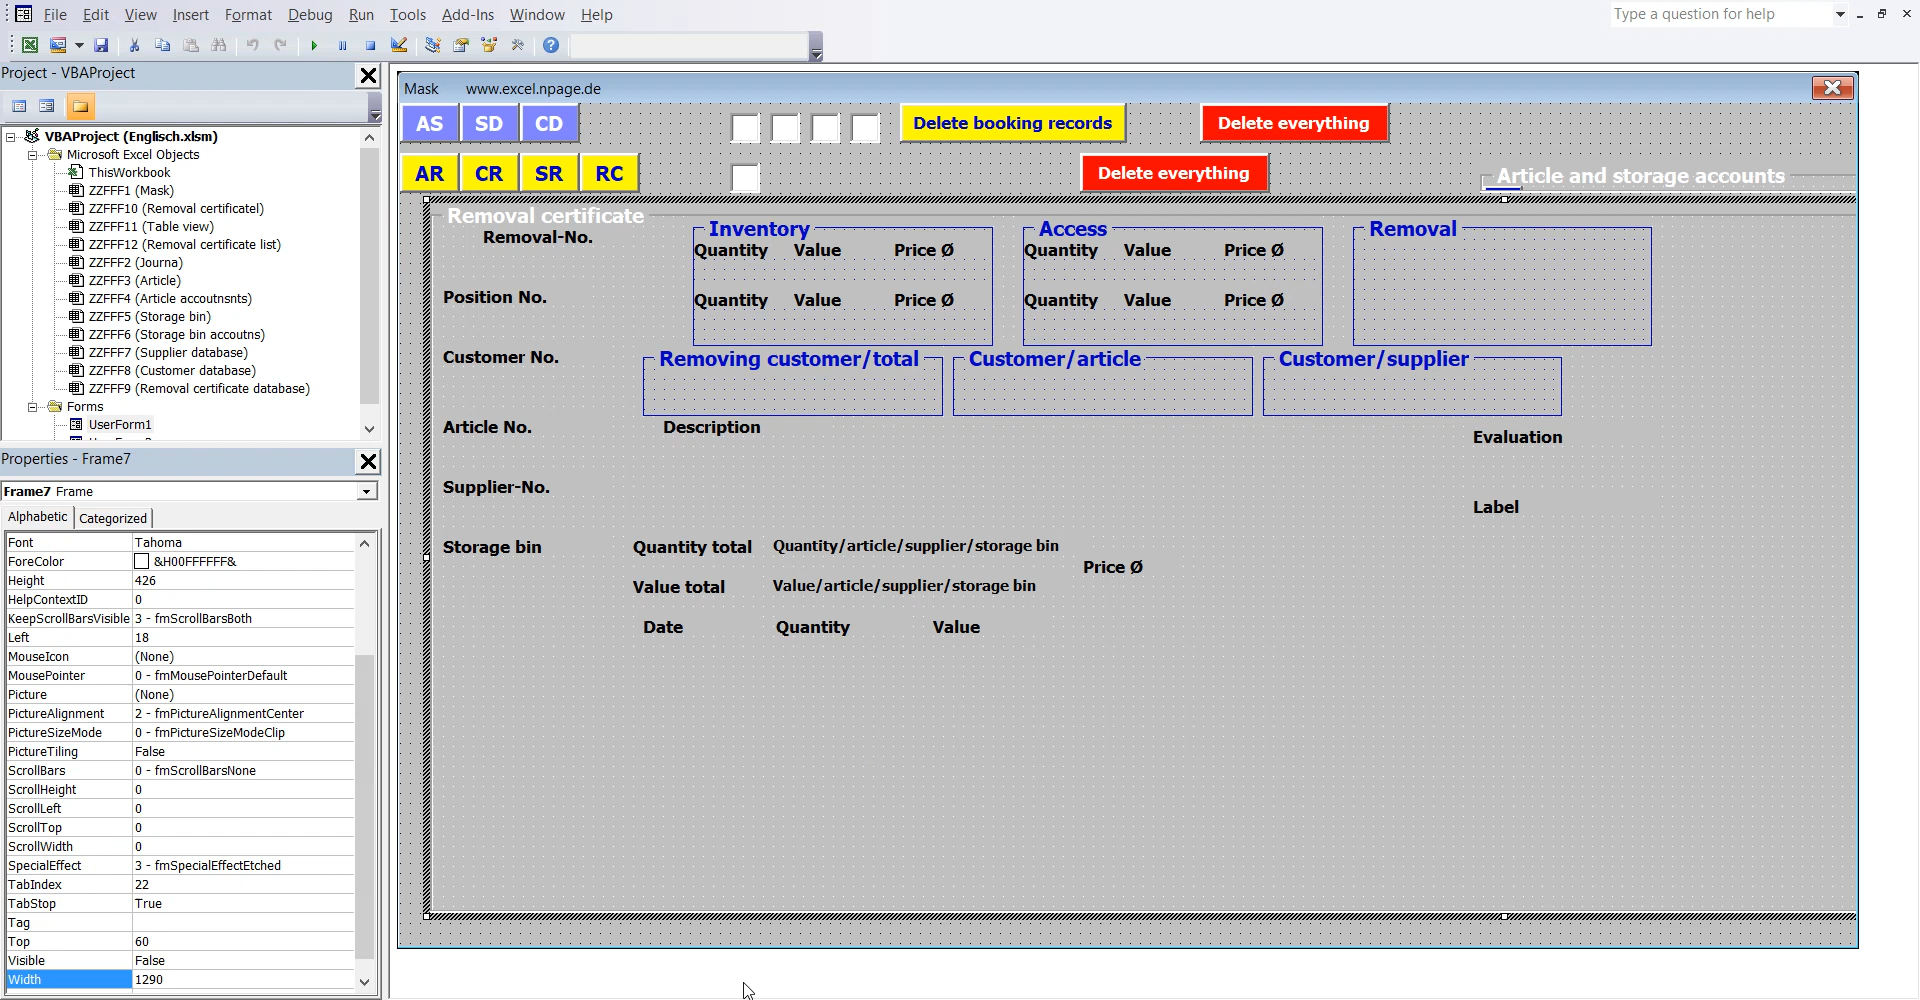 File Edit View Insert Format Debug Run Tools Add-Ins Window Help
Type a question for help
Project - VBAProject
VBAProject (Englisch.xlsm)
Microsoft Excel Objects
ThisWorkbook
ZZFFF1 (Mask)
ZZFFF10 (Removal certificatel)
ZZFFF11 (Table view)
ZZFFF12 (Removal certificate list)
ZZFFF2 (Journa)
ZZFFF3 (Article)
ZZFFF4 (Article accoutnsnts)
ZZFFF5 (Storage bin)
ZZFFF6 (Storage bin accoutns)
ZZFFF7 (Supplier database)
ZZFFF8 (Customer database)
ZZFFF9 (Removal certificate database)
Forms
UserForm1
Properties - Frame7
Frame7 Frame
Alphabetic Categorized
Font Tahoma
ForeColor &H00FFFFFF&
Height 426
HelpContextID 0
KeepScrollBarsVisible 3 - fmScrollBarsBoth
Left 18
MouseIcon (None)
MousePointer 0 - fmMousePointerDefault
Picture (None)
PictureAlignment 2 - fmPictureAlignmentCenter
PictureSizeMode 0 - fmPictureSizeModeClip
PictureTiling False
ScrollBars 0 - fmScrollBarsNone
ScrollHeight 0
ScrollLeft 0
ScrollTop 0
ScrollWidth 0
SpecialEffect 3 - fmSpecialEffectEtched
TabIndex 22
TabStop True
Tag
Top 60
Visible False
Width 1290
Mask www.excel.npage.de
AS SD CD Delete booking records Delete everything
AR CR SR RC Delete everything Article and storage accounts
Removal certificate
Removal-No.
Inventory Access Removal
Quantity Value Price Ø Quantity Value Price Ø
Position No. Quantity Value Price Ø Quantity Value Price Ø
Customer No. Removing customer/total Customer/article Customer/supplier
Article No. Description Evaluation
Supplier-No. Label
Storage bin Quantity total Quantity/article/supplier/storage bin
Price Ø
Value total Value/article/supplier/storage bin
Date Quantity Value